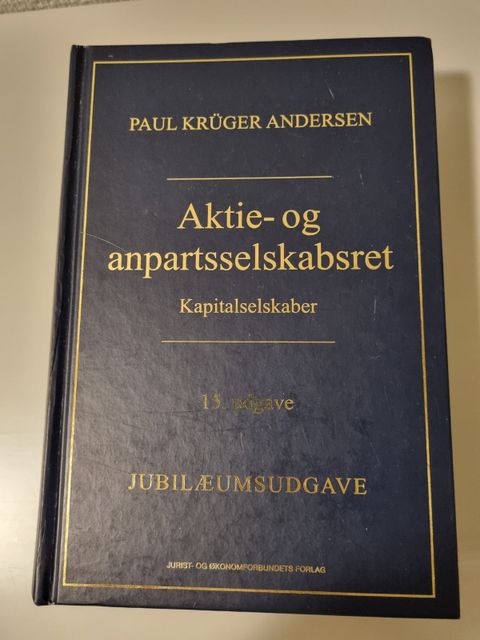 PAUL KRÜGER ANDERSEN
Aktie- og
anpartsselskabsret
Kapitalselskaber
15. udgave
JUBILÆUMSUDGAVE
JURIST- OG ØKONOMFORBUNDETS FORLAG